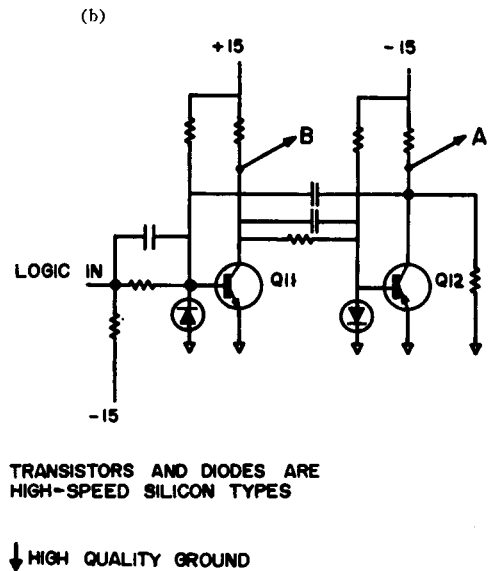 (b)
+15
-15
B
A
LOGIC IN
Q11
Q12
-15
TRANSISTORS AND DIODES ARE
HIGH-SPEED SILICON TYPES
HIGH QUALITY GROUND